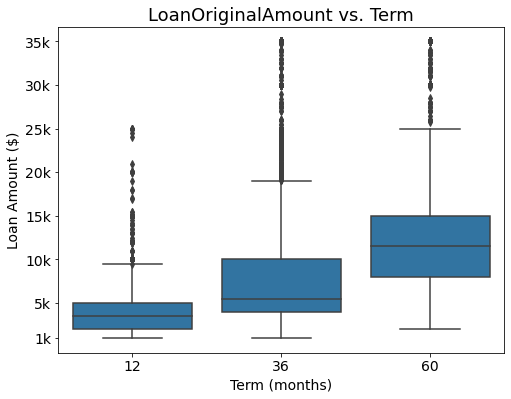 LoanOriginalAmount vs. Term
Loan Amount ($)
35k
30k
25k
20k
15k
10k
5k
1k
12 36 60
Term (months)